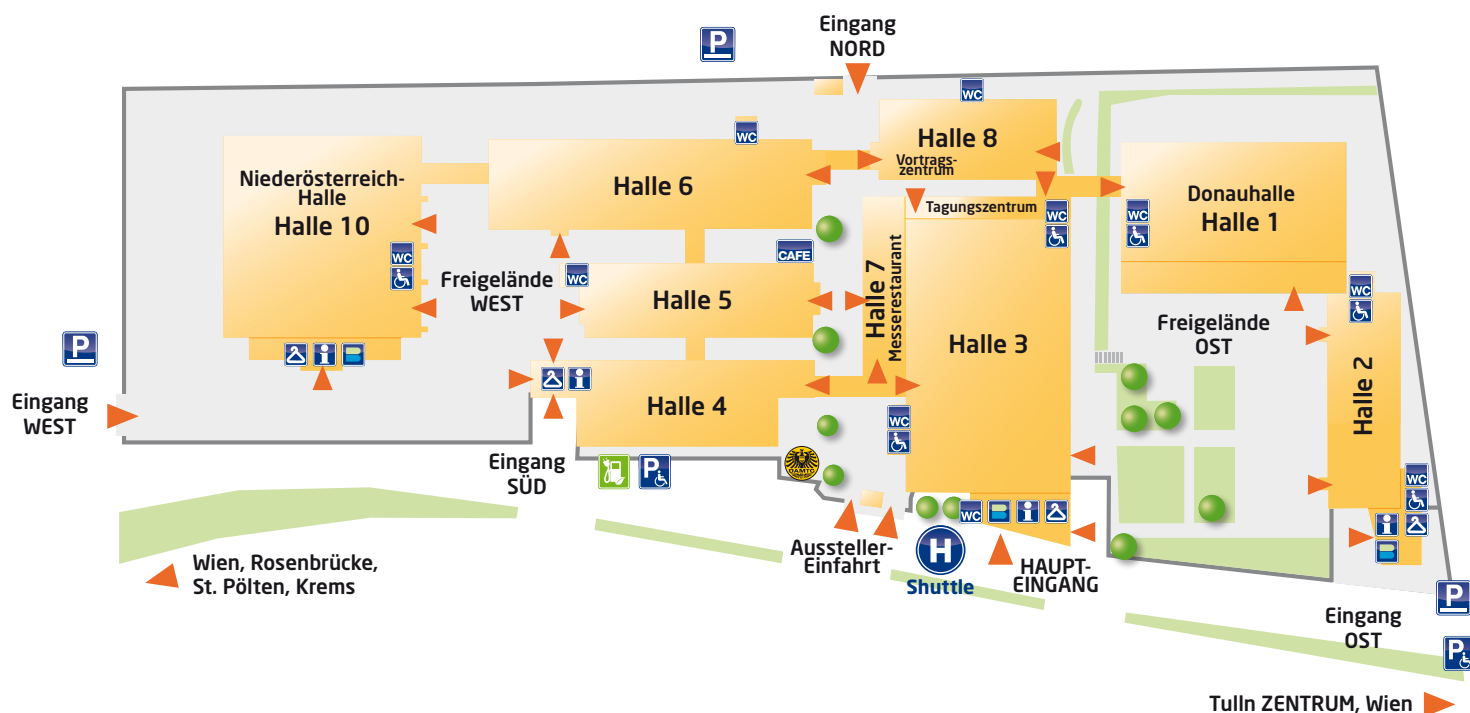 Eingang
NORD
P
WC
Halle 8
Vortrags-
zentrum
WC
Niederösterreich-
Halle
Halle 10
WC
Halle 6
Tagungszentrum
WC
WC
Donauhalle
Halle 1
CAFE
Freigelände
WEST
WC
Halle 5
Halle 7
Messerestaurant
Halle 3
Freigelände
OST
WC
Halle 2
P
i
i
Halle 4
Eingang
WEST
WC
Eingang
SÜD
P
ÖAMTC
WC
WC
i
i
Aussteller-
Einfahrt
H
Shuttle
HAUPT-
EINGANG
Wien, Rosenbrücke,
St. Pölten, Krems
P
Eingang
OST
P
Tulln ZENTRUM, Wien